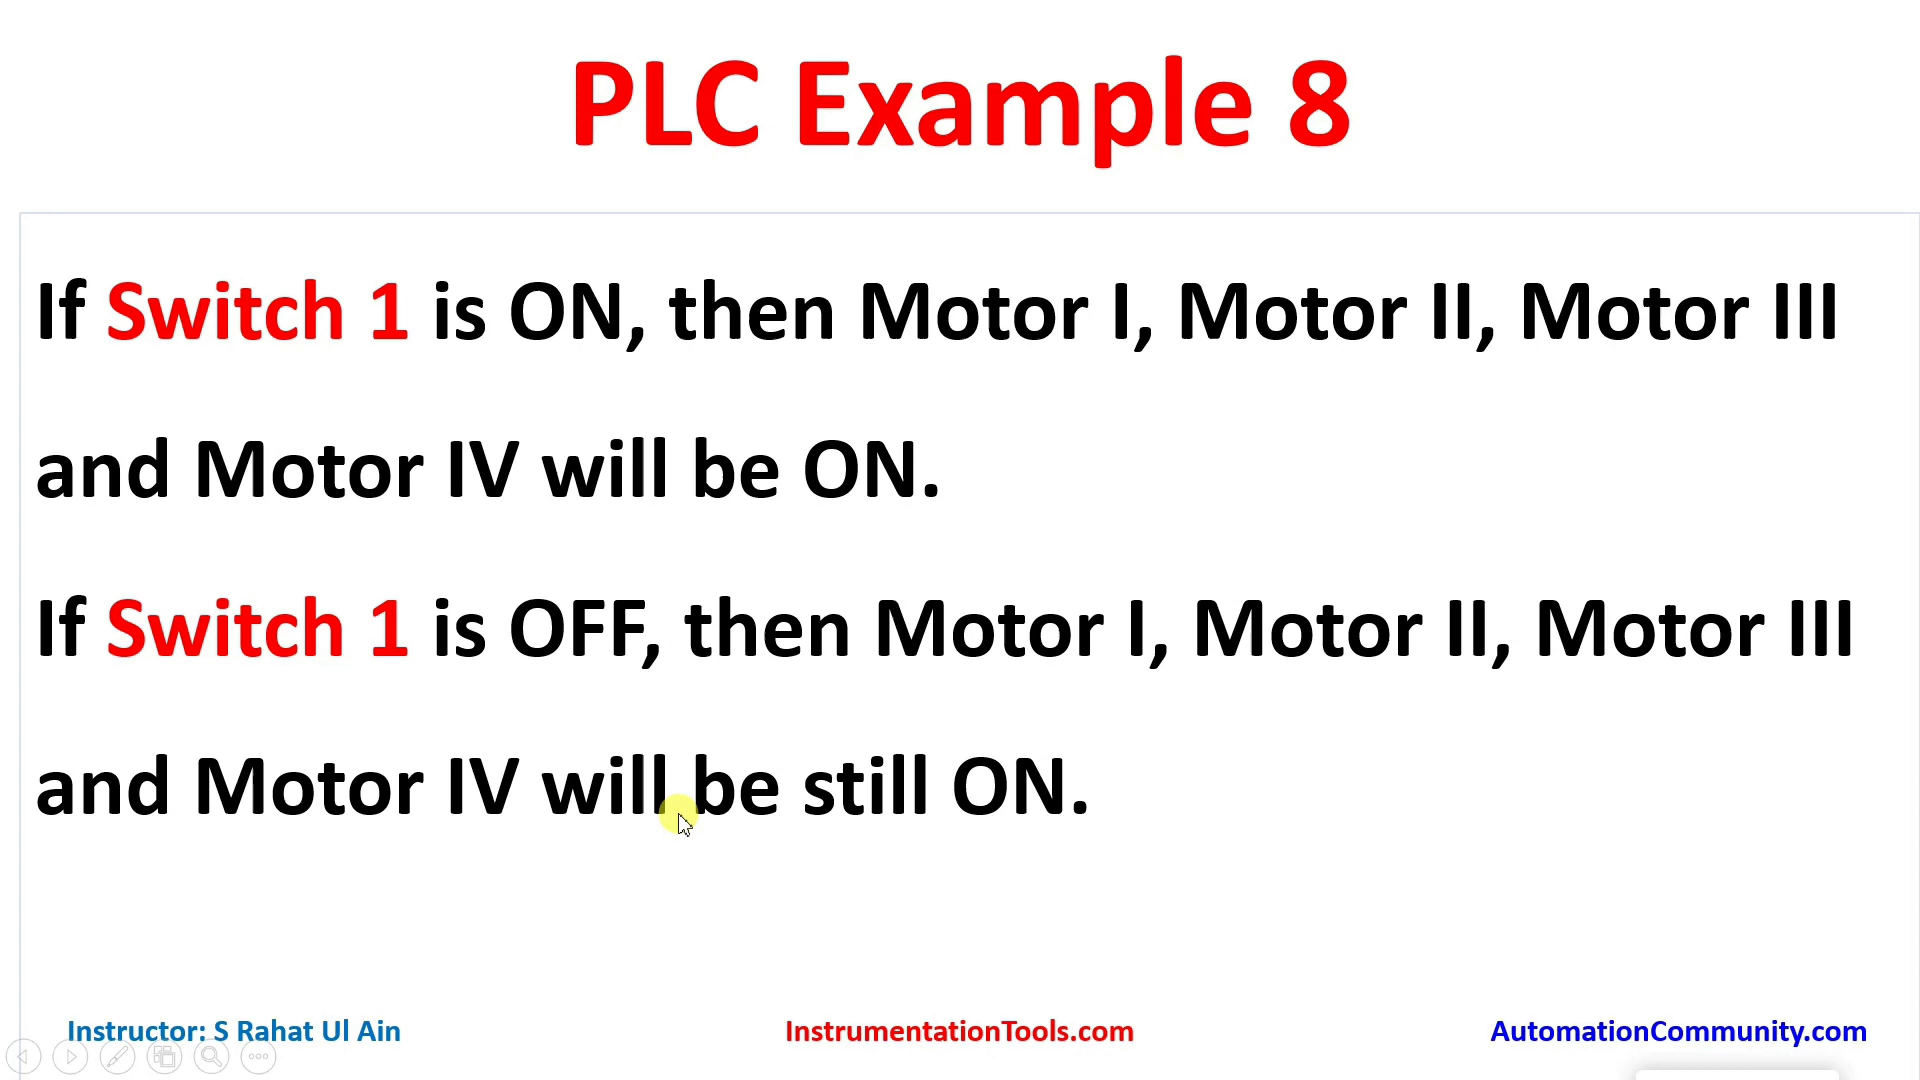 PLC Example 8
If Switch 1 is ON, then Motor I, Motor II, Motor III
and Motor IV will be ON.
If Switch 1 is OFF, then Motor I, Motor II, Motor III
and Motor IV will be still ON.
Instructor: S Rahat Ul Ain
InstrumentationTools.com
AutomationCommunity.com